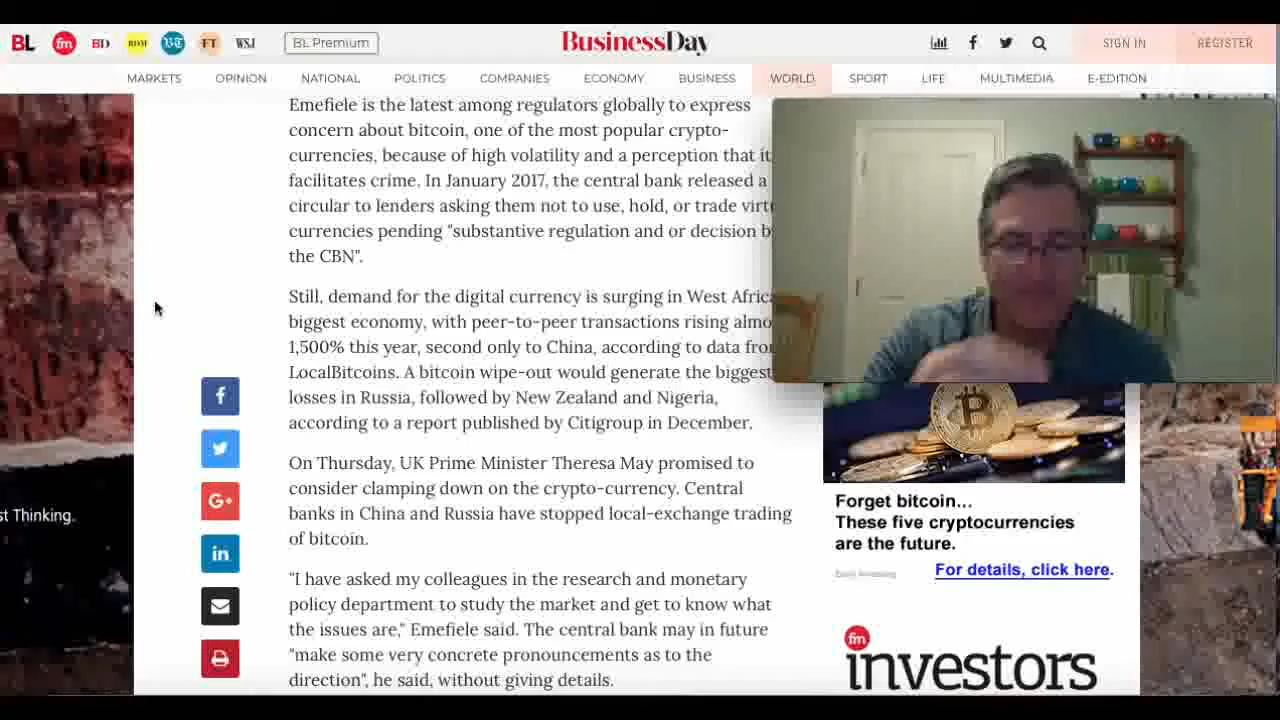 BL fm BD RDM BT FT WSJ BL Premium BusinessDay SIGN IN REGISTER
MARKETS OPINION NATIONAL POLITICS COMPANIES ECONOMY BUSINESS WORLD SPORT LIFE MULTIMEDIA E-EDITION
Emefiele is the latest among regulators globally to express
concern about bitcoin, one of the most popular crypto-
currencies, because of high volatility and a perception that it
facilitates crime. In January 2017, the central bank released a
circular to lenders asking them not to use, hold, or trade virtu
currencies pending "substantive regulation and or decision b
the CBN".
Still, demand for the digital currency is surging in West Africa
biggest economy, with peer-to-peer transactions rising almo
1,500% this year, second only to China, according to data from
LocalBitcoins. A bitcoin wipe-out would generate the biggest
losses in Russia, followed by New Zealand and Nigeria,
according to a report published by Citigroup in December.
On Thursday, UK Prime Minister Theresa May promised to
consider clamping down on the crypto-currency. Central
banks in China and Russia have stopped local-exchange trading
of bitcoin.
"I have asked my colleagues in the research and monetary
policy department to study the market and get to know what
the issues are," Emefiele said. The central bank may in future
"make some very concrete pronouncements as to the
direction", he said, without giving details.
st Thinking.
f
G+
in
Forget bitcoin...
These five cryptocurrencies
are the future.
For details, click here.
fm
investors